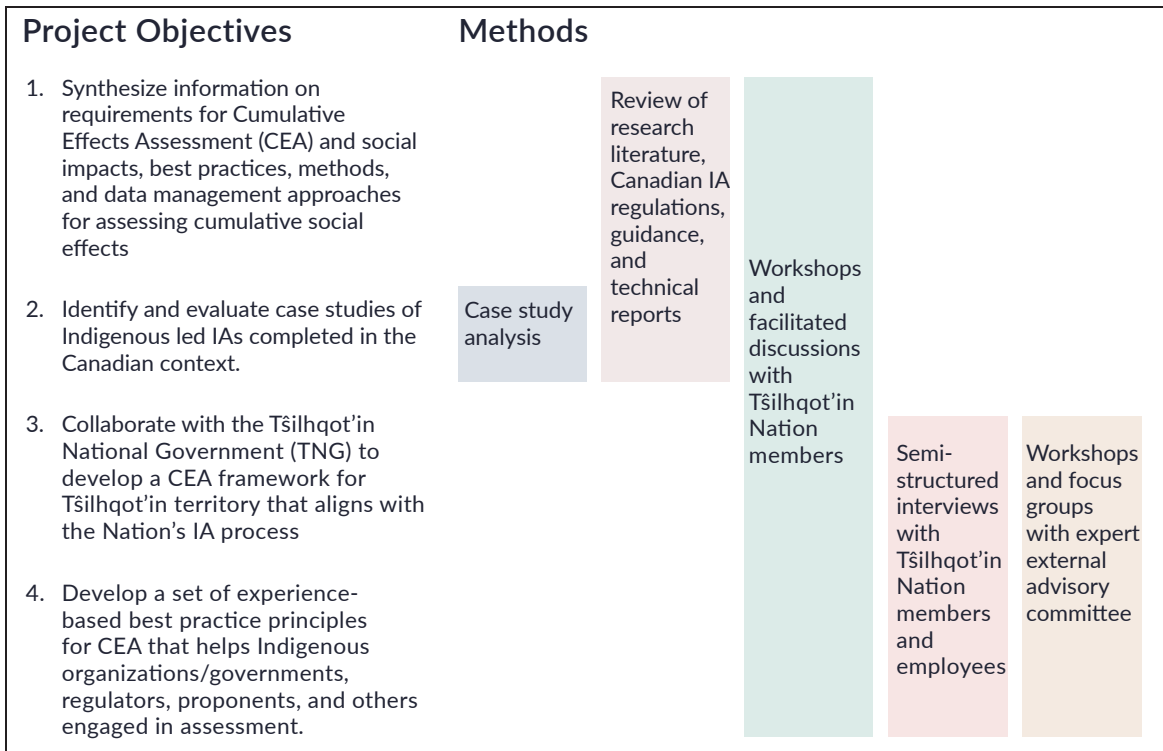 Project Objectives
Methods
1. Synthesize information on
requirements for Cumulative
Effects Assessment (CEA) and social
impacts, best practices, methods,
and data management approaches
for assessing cumulative social
effects
2. Identify and evaluate case studies of
Indigenous led IAs completed in the
Canadian context.
3. Collaborate with the Tŝilhqot’in
National Government (TNG) to
develop a CEA framework for
Tŝilhqot’in territory that aligns with
the Nation’s IA process
4. Develop a set of experience-
based best practice principles
for CEA that helps Indigenous
organizations/governments,
regulators, proponents, and others
engaged in assessment.
Case study
analysis
Review of
research
literature,
Canadian IA
regulations,
guidance,
and
technical
reports
Workshops
and
facilitated
discussions
with
Tŝilhqot’in
Nation
members
Semi-
structured
interviews
with
Tŝilhqot’in
Nation
members
and
employees
Workshops
and focus
groups
with expert
external
advisory
committee